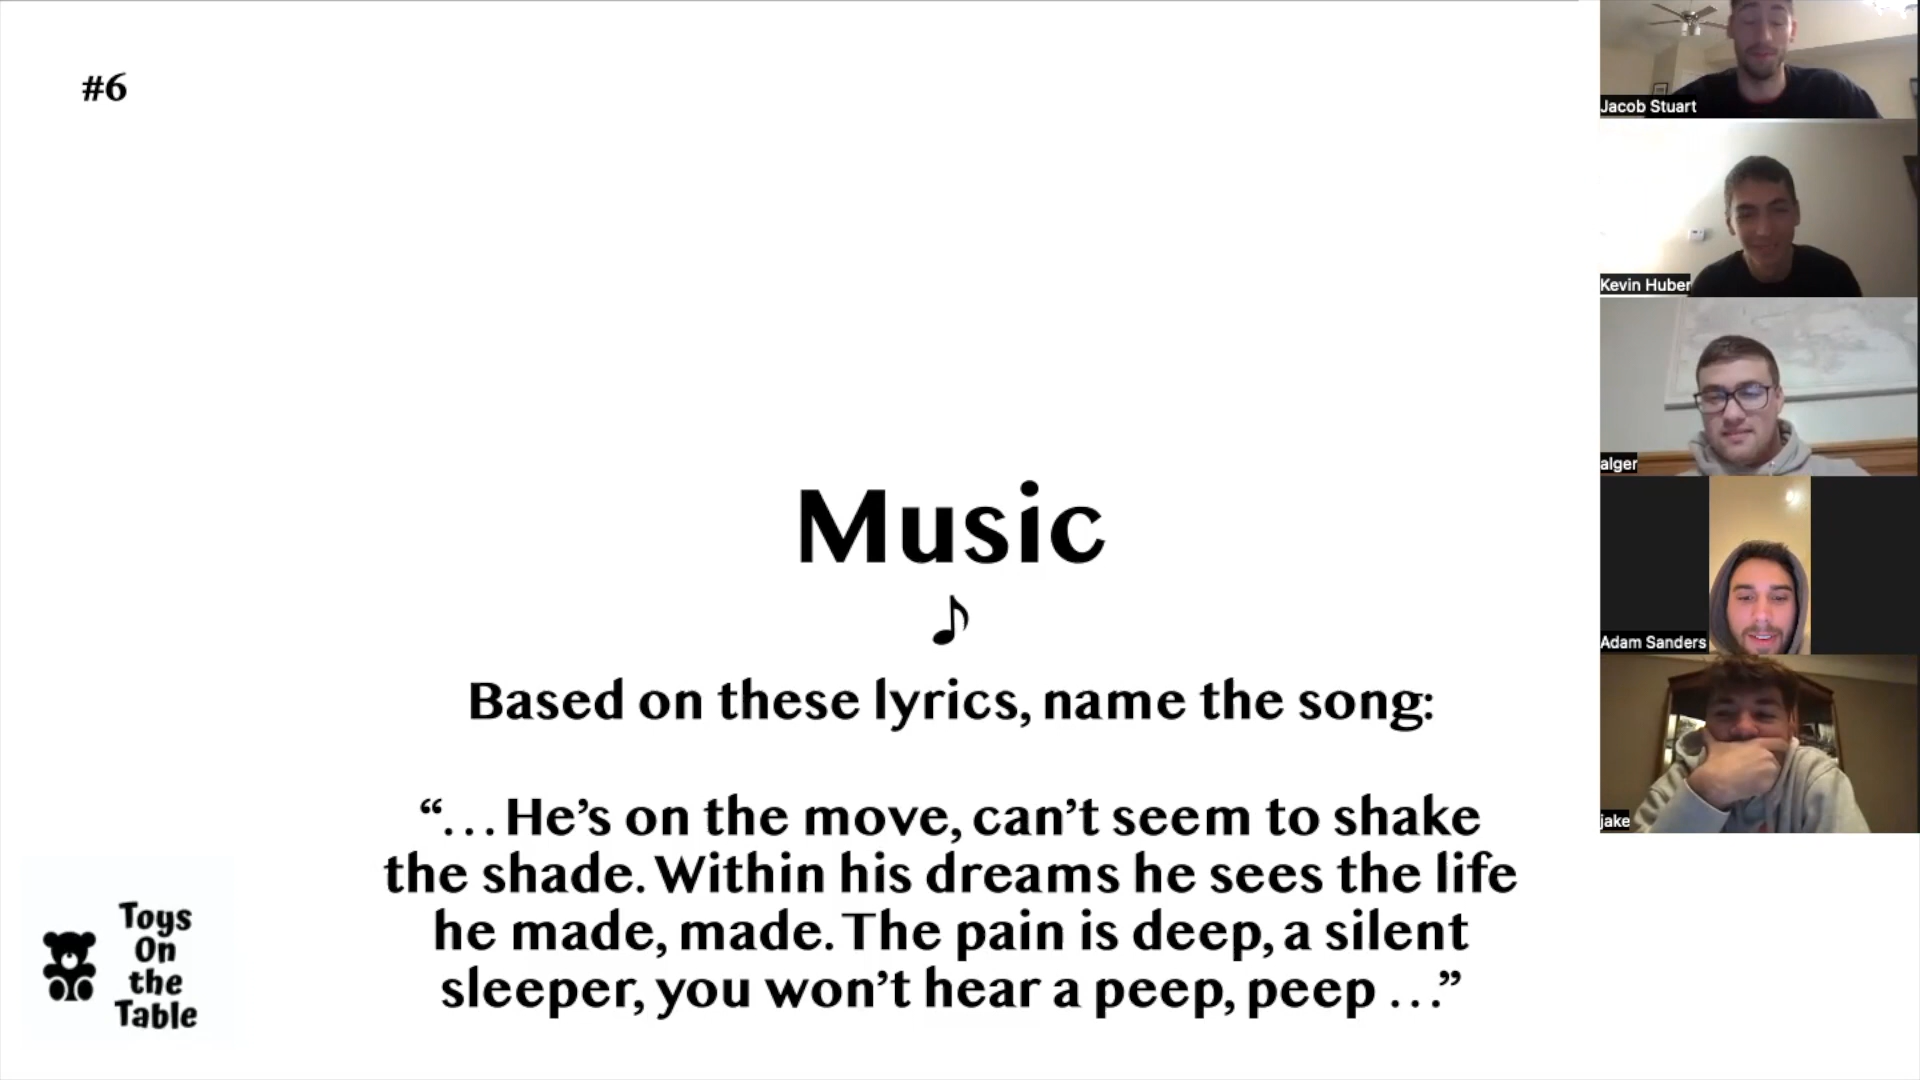 #6
Music
Based on these lyrics, name the song:
“…He’s on the move, can’t seem to shake
the shade. Within his dreams he sees the life
he made, made. The pain is deep, a silent
sleeper, you won’t hear a peep, peep …”
Toys
On
the
Table
Jacob Stuart
Kevin Huber
alger
Adam Sanders
jake